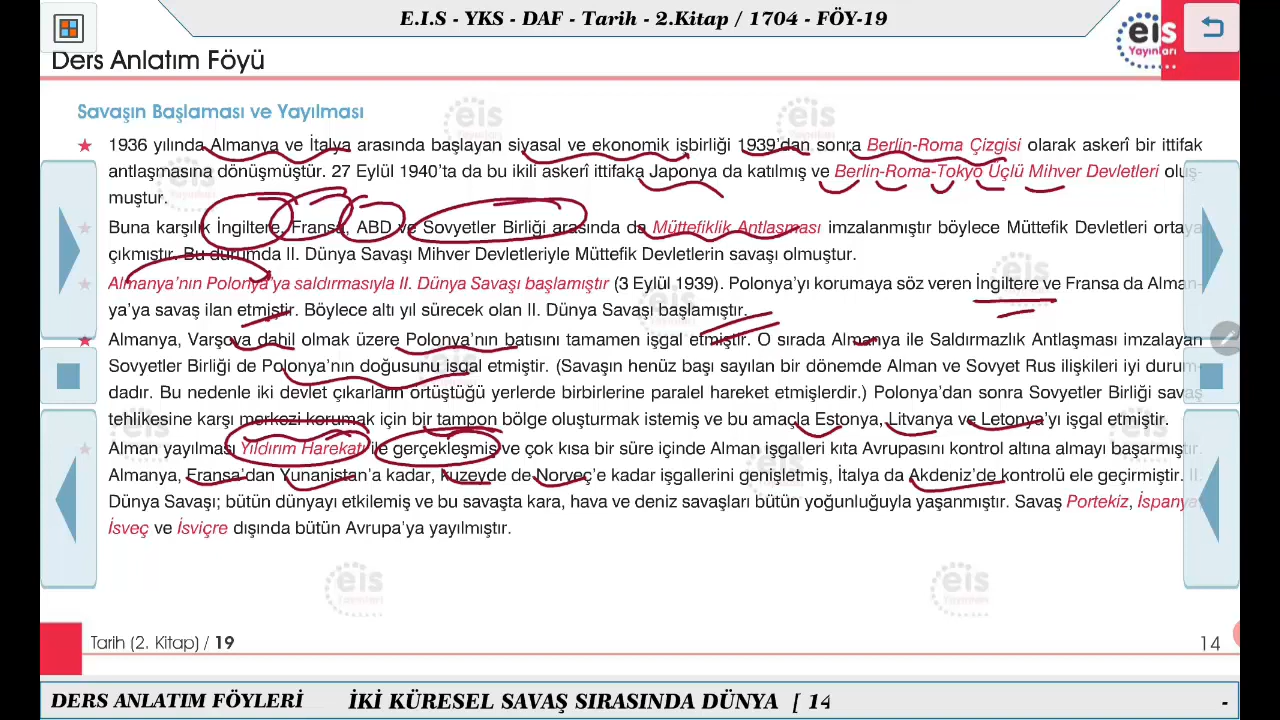 E.I.S - YKS - DAF - Tarih - 2.Kitap / 1704 - FÖY-19
eis
Yayınları
Ders Anlatım Föyü
Savaşın Başlaması ve Yayılması
★ 1936 yılında Almanya ve İtalya arasında başlayan siyasal ve ekonomik işbirliği 1939'dan sonra Berlin-Roma Çizgisi olarak askerî bir ittifak
antlaşmasına dönüşmüştür. 27 Eylül 1940'ta da bu ikili askerî ittifaka Japonya da katılmış ve Berlin-Roma-Tokyo Üçlü Mihver Devletleri oluş-
muştur.
★ Buna karşılık İngiltere, Fransa, ABD ve Sovyetler Birliği arasında da Müttefiklik Antlaşması imzalanmıştır böylece Müttefik Devletleri ortaya
çıkmıştır. Bu durumda II. Dünya Savaşı Mihver Devletleriyle Müttefik Devletlerin savaşı olmuştur.
★ Almanya'nın Polonya'ya saldırmasıyla II. Dünya Savaşı başlamıştır (3 Eylül 1939). Polonya'yı korumaya söz veren İngiltere ve Fransa da Alman-
ya'ya savaş ilan etmiştir. Böylece altı yıl sürecek olan II. Dünya Savaşı başlamıştır.
★ Almanya, Varşova dahil olmak üzere Polonya'nın batısını tamamen işgal etmiştir. O sırada Almanya ile Saldırmazlık Antlaşması imzalayan
Sovyetler Birliği de Polonya'nın doğusunu işgal etmiştir. (Savaşın henüz başı sayılan bir dönemde Alman ve Sovyet Rus ilişkileri iyi durum-
dadır. Bu nedenle iki devlet çıkarların örtüştüğü yerlerde birbirlerine paralel hareket etmişlerdir.) Polonya'dan sonra Sovyetler Birliği savaş
tehlikesine karşı merkezi korumak için bir tampon bölge oluşturmak istemiş ve bu amaçla Estonya, Litvanya ve Letonya'yı işgal etmiştir.
★ Alman yayılması Yıldırım Harekatı ile gerçekleşmiş ve çok kısa bir süre içinde Alman işgalleri kıta Avrupasını kontrol altına almayı başarmıştır.
Almanya, Fransa'dan Yunanistan'a kadar, kuzeyde de Norveç'e kadar işgallerini genişletmiş, İtalya da Akdeniz'de kontrolü ele geçirmiştir. II.
Dünya Savaşı; bütün dünyayı etkilemiş ve bu savaşta kara, hava ve deniz savaşları bütün yoğunluğuyla yaşanmıştır. Savaş Portekiz, İspanya
İsveç ve İsviçre dışında bütün Avrupa'ya yayılmıştır.
Tarih (2. Kitap) / 19
14
DERS ANLATIM FÖYLERİ İKİ KÜRESEL SAVAŞ SIRASINDA DÜNYA [ 14 -